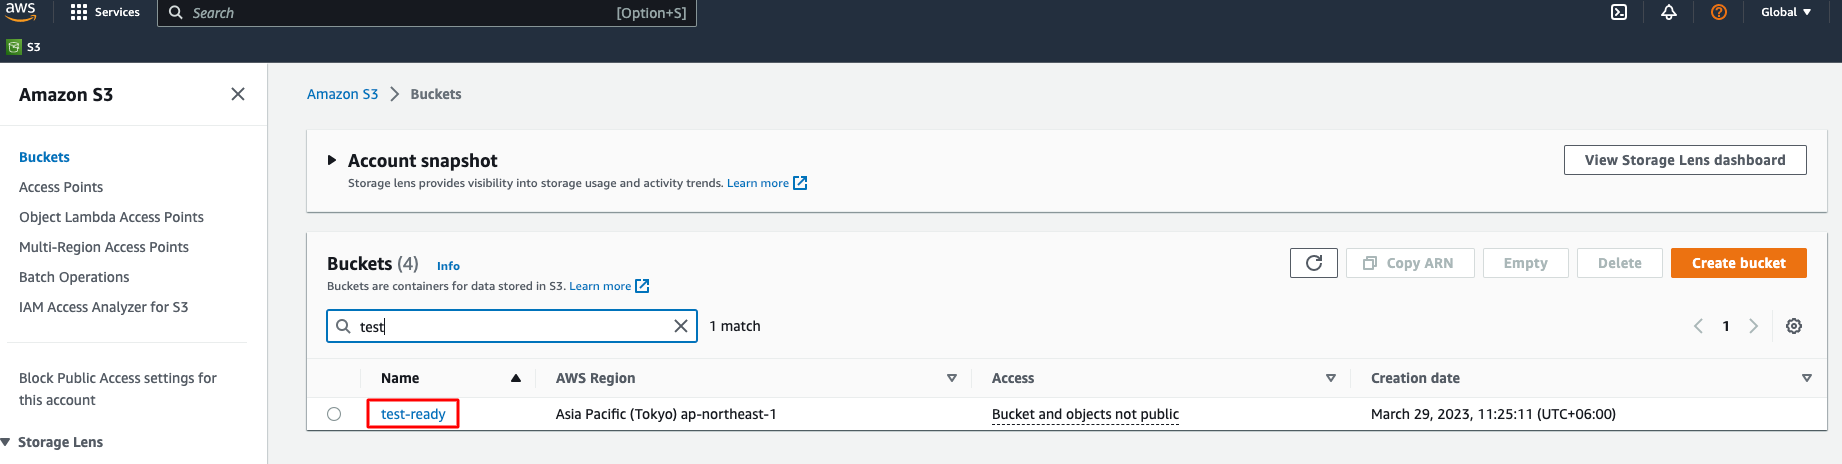 aws Services Search [Option+S] Global
S3
Amazon S3
Buckets
Access Points
Object Lambda Access Points
Multi-Region Access Points
Batch Operations
IAM Access Analyzer for S3
Block Public Access settings for
this account
Storage Lens
Amazon S3 Buckets
Account snapshot
Storage lens provides visibility into storage usage and activity trends. Learn more
View Storage Lens dashboard
Buckets (4) Info
Buckets are containers for data stored in S3. Learn more
Copy ARN Empty Delete Create bucket
test 1 match 1
Name AWS Region Access Creation date
test-ready Asia Pacific (Tokyo) ap-northeast-1 Bucket and objects not public March 29, 2023, 11:25:11 (UTC+06:00)